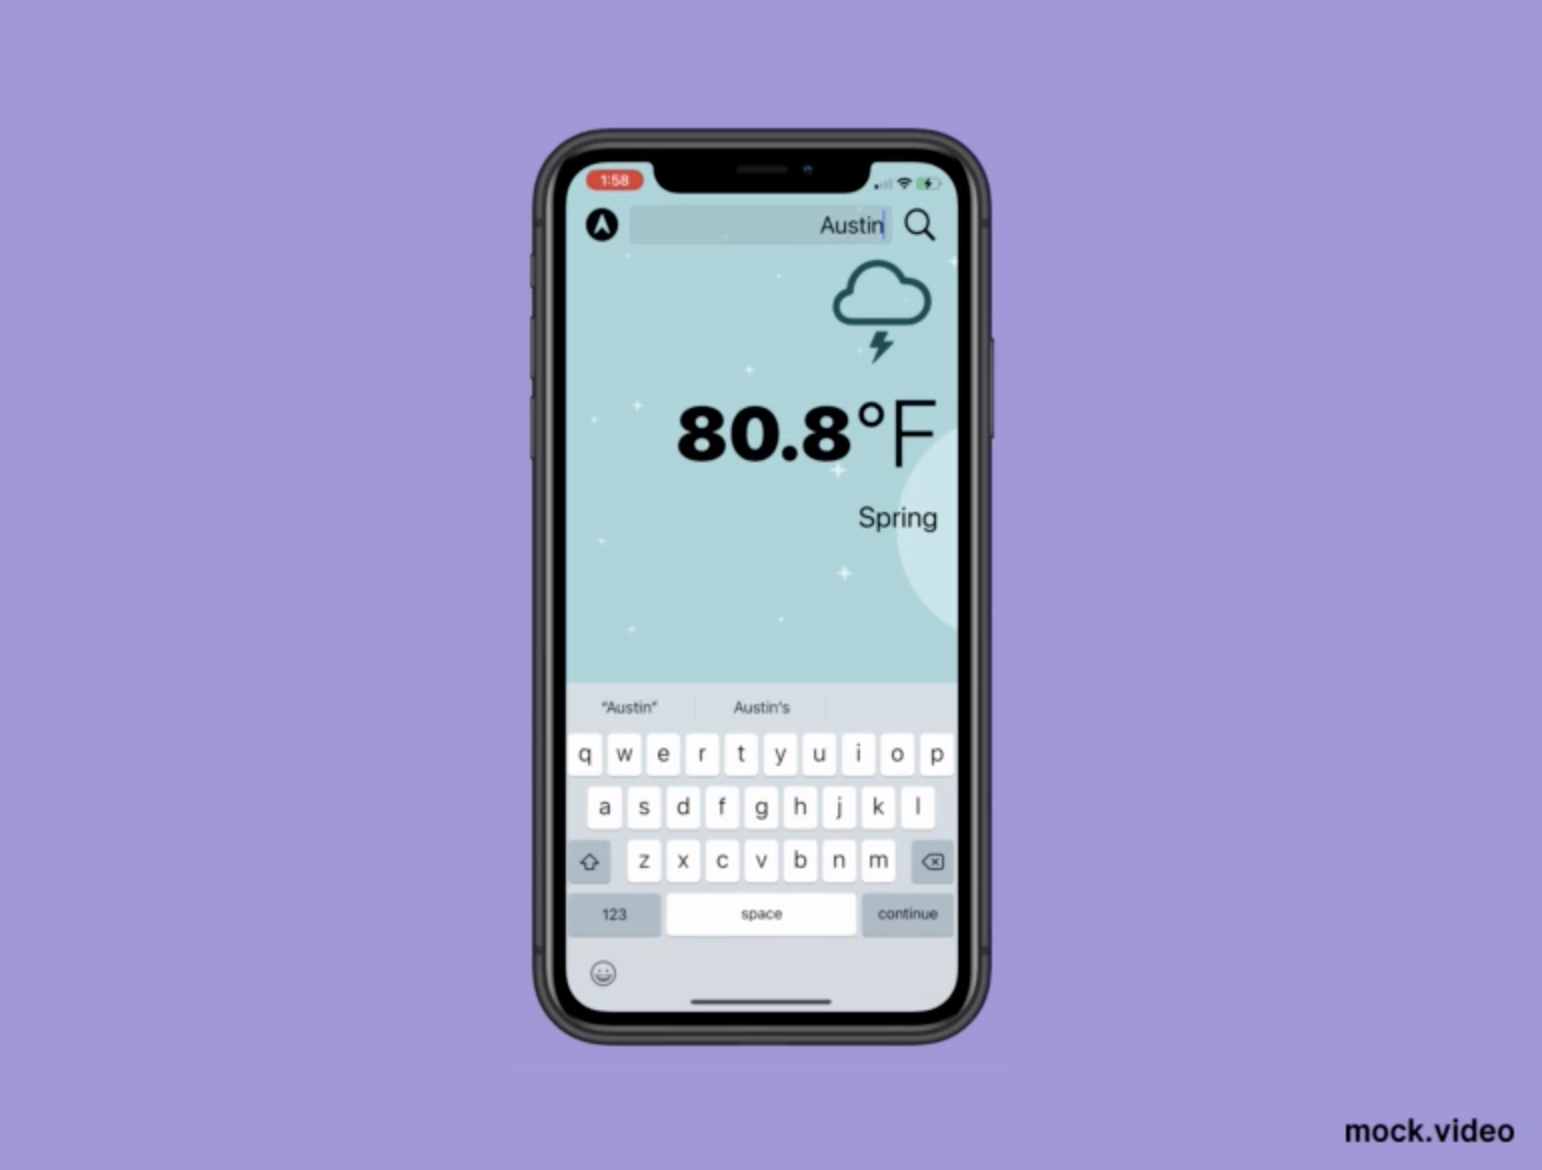 1:58
Austin
80.8°F
Spring
“Austin” Austin's
q w e r t y u i o p
a s d f g h j k l
z x c v b n m
123 space continue
mock.video